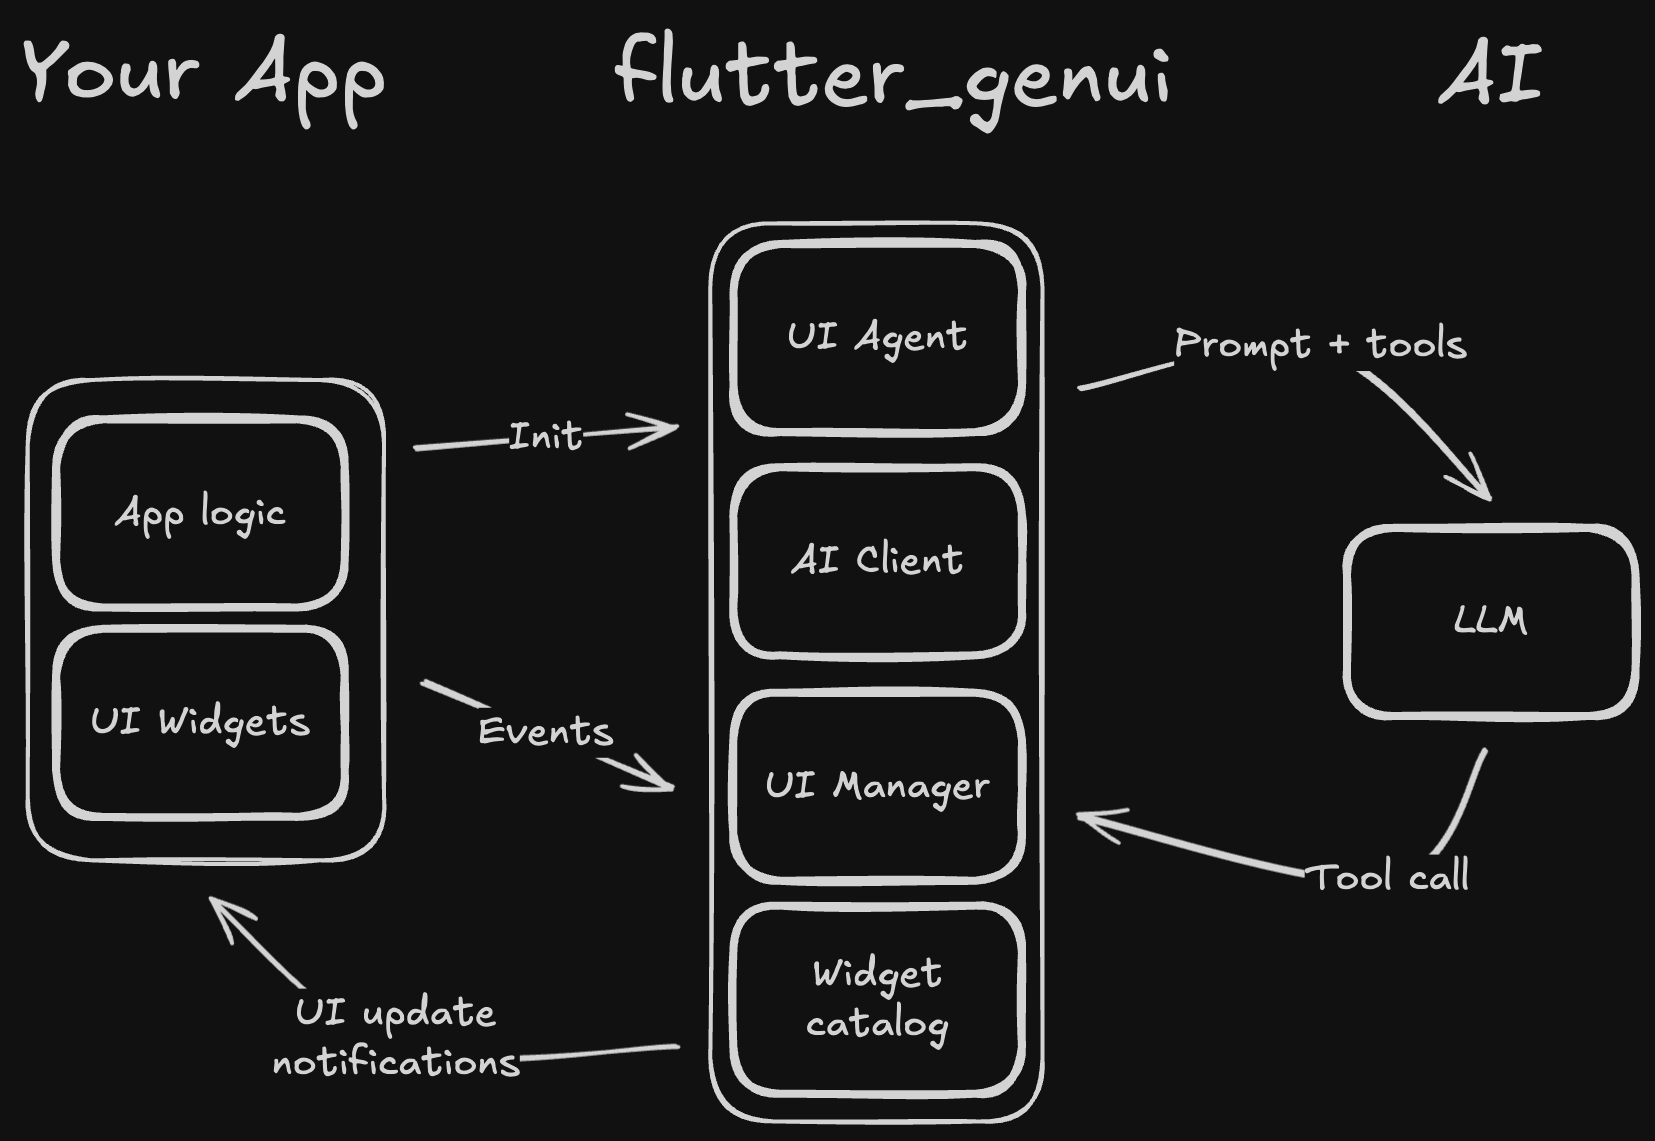 Your App
flutter_genui
AI
UI Agent
Prompt + tools
Init
App logic
AI Client
LLM
UI Widgets
Events
UI Manager
Tool call
Widget
catalog
UI update
notifications